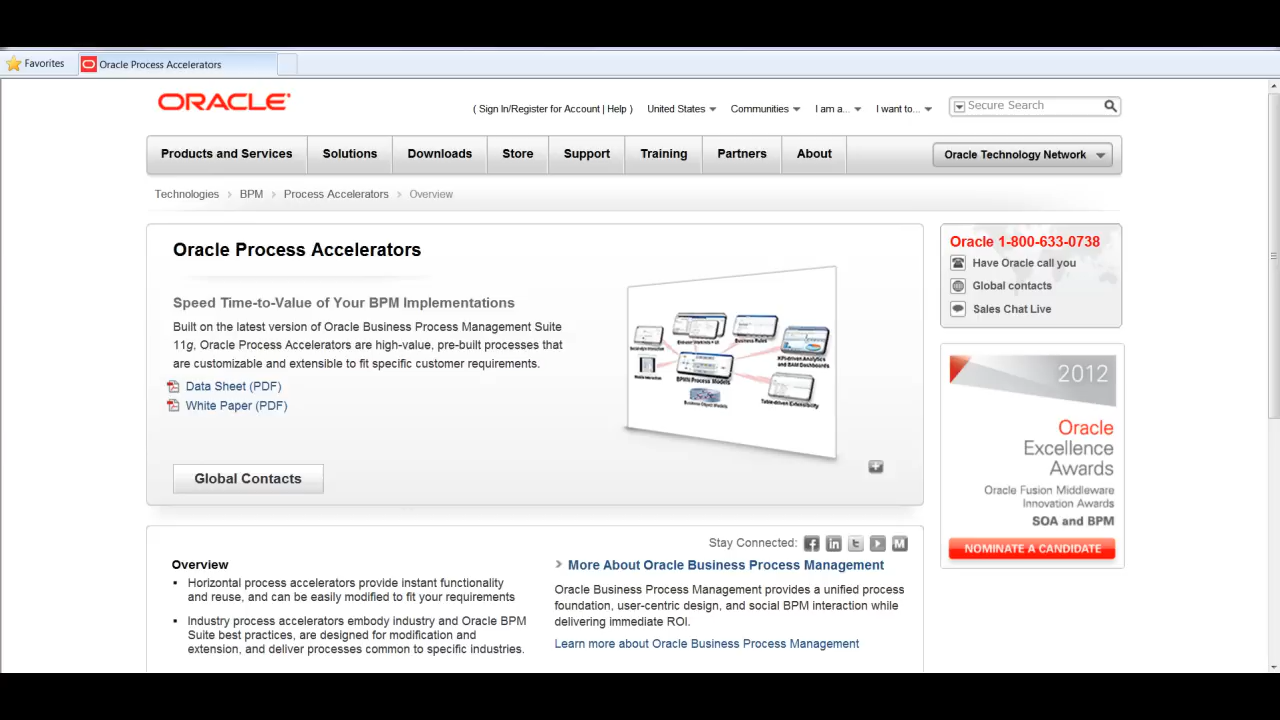 Favorites
Oracle Process Accelerators
ORACLE
( Sign In/Register for Account | Help )
United States
Communities
I am a...
I want to...
Secure Search
Products and Services
Solutions
Downloads
Store
Support
Training
Partners
About
Oracle Technology Network
Technologies
BPM
Process Accelerators
Overview
Oracle Process Accelerators
Speed Time-to-Value of Your BPM Implementations
Built on the latest version of Oracle Business Process Management Suite
11g, Oracle Process Accelerators are high-value, pre-built processes that
are customizable and extensible to fit specific customer requirements.
Data Sheet (PDF)
White Paper (PDF)
Global Contacts
Business Rules
BPMN Process Models
Table-driven Extensibility
Oracle 1-800-633-0738
Have Oracle call you
Global contacts
Sales Chat Live
2012
Oracle
Excellence
Awards
Oracle Fusion Middleware
Innovation Awards
SOA and BPM
NOMINATE A CANDIDATE
Stay Connected:
Overview
Horizontal process accelerators provide instant functionality
and reuse, and can be easily modified to fit your requirements
Industry process accelerators embody industry and Oracle BPM
Suite best practices, are designed for modification and
extension, and deliver processes common to specific industries.
More About Oracle Business Process Management
Oracle Business Process Management provides a unified process
foundation, user-centric design, and social BPM interaction while
delivering immediate ROI.
Learn more about Oracle Business Process Management